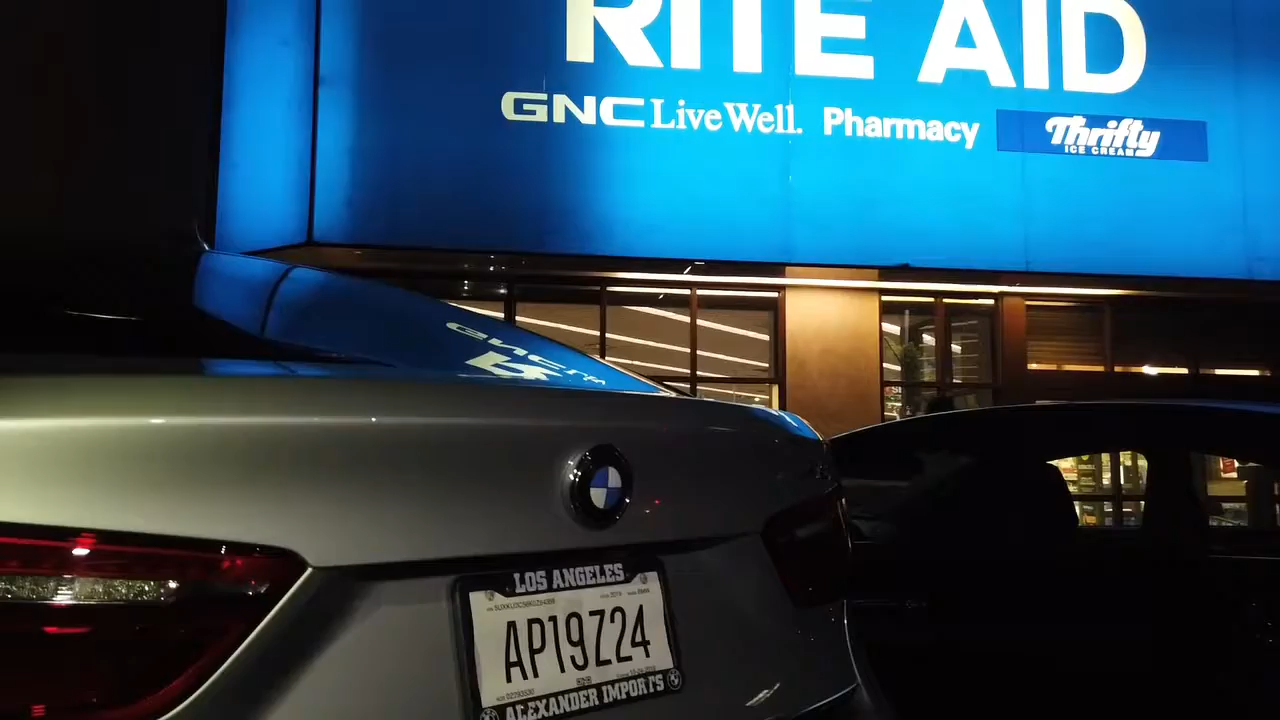 RITE AID
GNC LiveWell. Pharmacy Thrifty
ICE CREAM
LOS ANGELES
AP19Z24
ALEXANDER IMPORTS